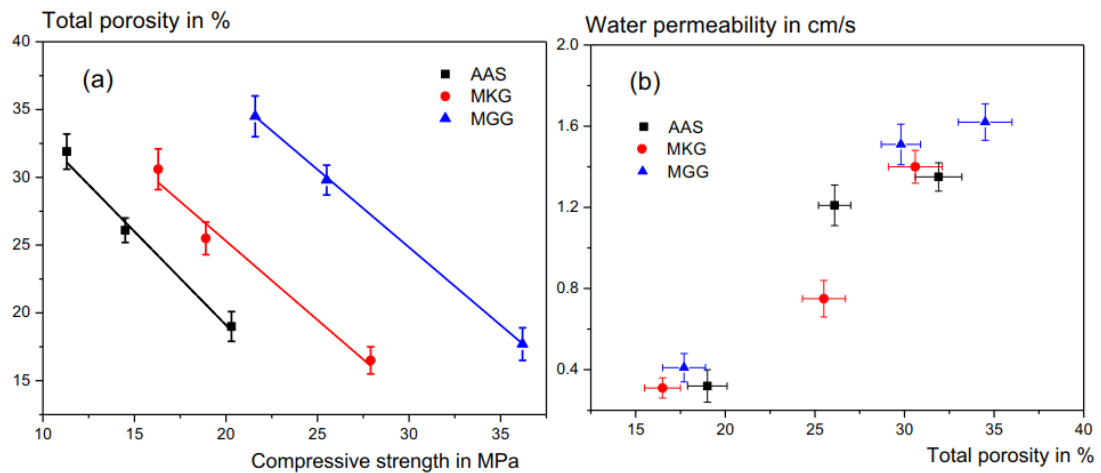 Total porosity in %
40
35
30
25
20
15
10 15 20 25 30 35
Compressive strength in MPa
(a)
AAS
MKG
MGG
Water permeability in cm/s
2.0
1.6
1.2
0.8
0.4
15 20 25 30 35 40
Total porosity in %
(b)
AAS
MKG
MGG